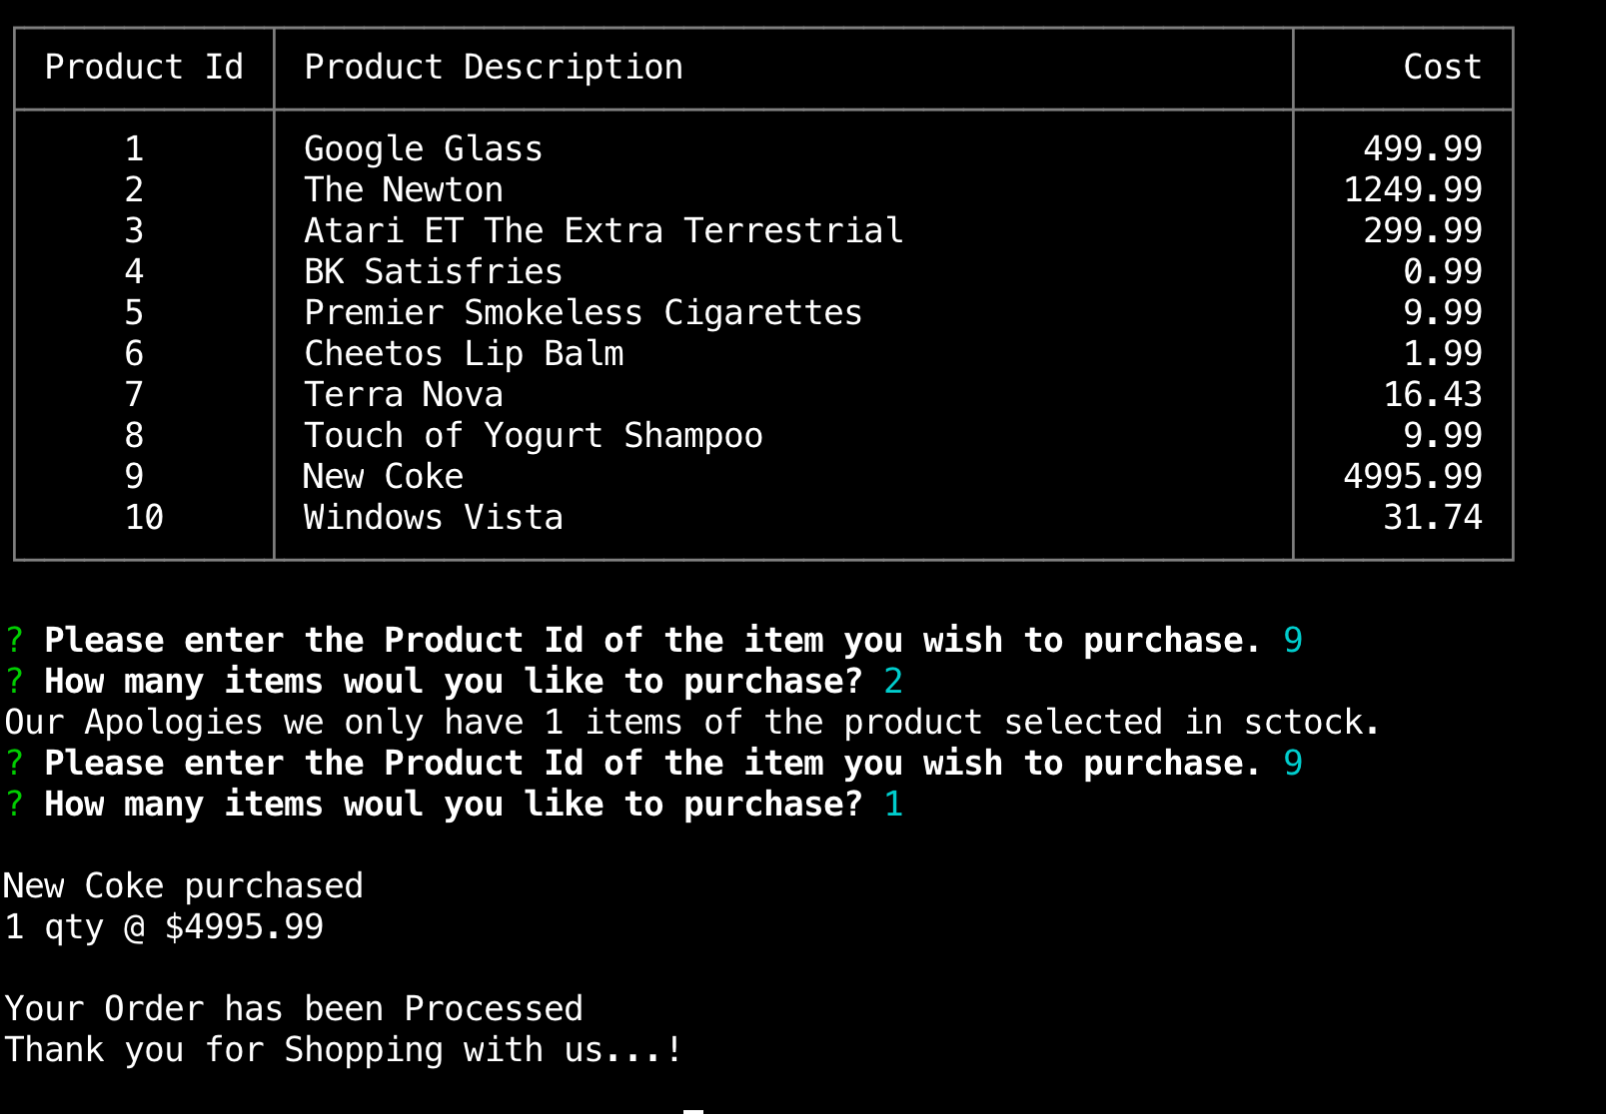 Product Id Product Description Cost
1 Google Glass 499.99
2 The Newton 1249.99
3 Atari ET The Extra Terrestrial 299.99
4 BK Satisfries 0.99
5 Premier Smokeless Cigarettes 9.99
6 Cheetos Lip Balm 1.99
7 Terra Nova 16.43
8 Touch of Yogurt Shampoo 9.99
9 New Coke 4995.99
10 Windows Vista 31.74
? Please enter the Product Id of the item you wish to purchase. 9
? How many items woul you like to purchase? 2
Our Apologies we only have 1 items of the product selected in sctock.
? Please enter the Product Id of the item you wish to purchase. 9
? How many items woul you like to purchase? 1
New Coke purchased
1 qty @ $4995.99
Your Order has been Processed
Thank you for Shopping with us...!